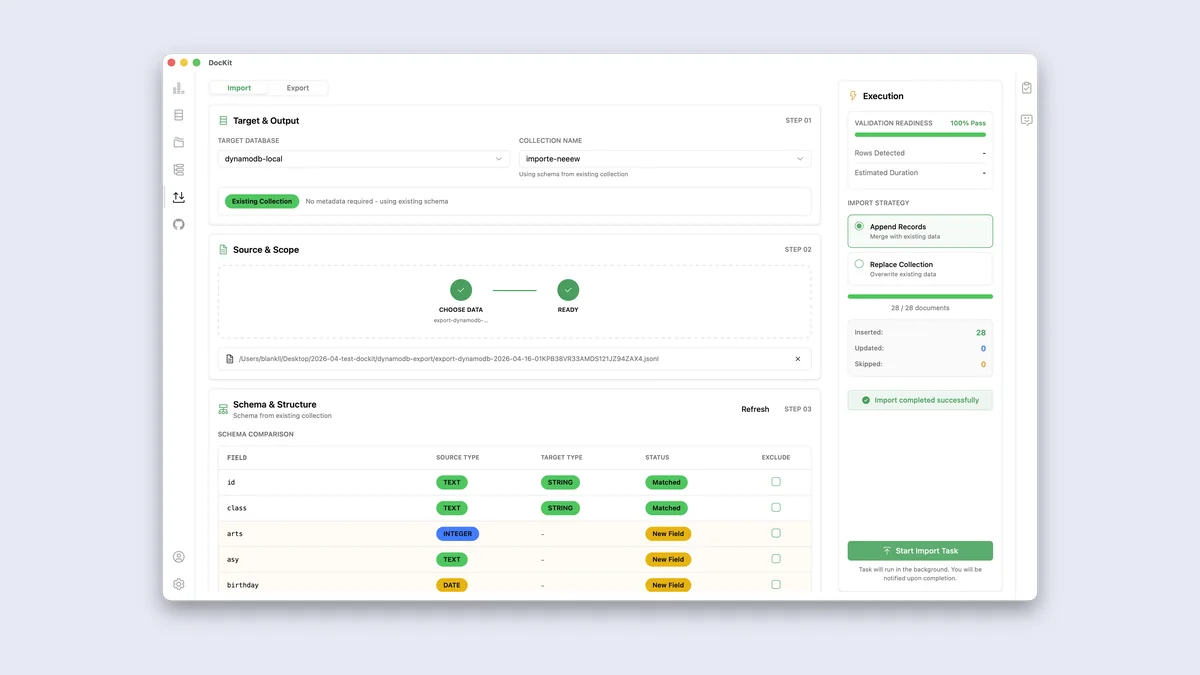 DocKit
Import Export
Target & Output STEP 01
TARGET DATABASE COLLECTION NAME
dynamodb-local importe-neeew
Using schema from existing collection
Existing Collection No metadata required - using existing schema
Source & Scope STEP 02
CHOOSE DATA READY
export-dynamodb-...
/Users/blankll/Desktop/2026-04-test-dockit/dynamodb-export/export-dynamodb-2026-04-16-01KPB38VR33AMDS121JZ94ZAX4.jsonl
Schema & Structure Refresh STEP 03
Schema from existing collection
SCHEMA COMPARISON
FIELD SOURCE TYPE TARGET TYPE STATUS EXCLUDE
id TEXT STRING Matched
class TEXT STRING Matched
arts INTEGER - New Field
asy TEXT - New Field
birthday DATE - New Field
Execution
VALIDATION READINESS 100% Pass
Rows Detected -
Estimated Duration -
IMPORT STRATEGY
Append Records
Merge with existing data
Replace Collection
Overwrite existing data
28 / 28 documents
Inserted: 28
Updated: 0
Skipped: 0
Import completed successfully
Start Import Task
Task will run in the background. You will
be notified upon completion.